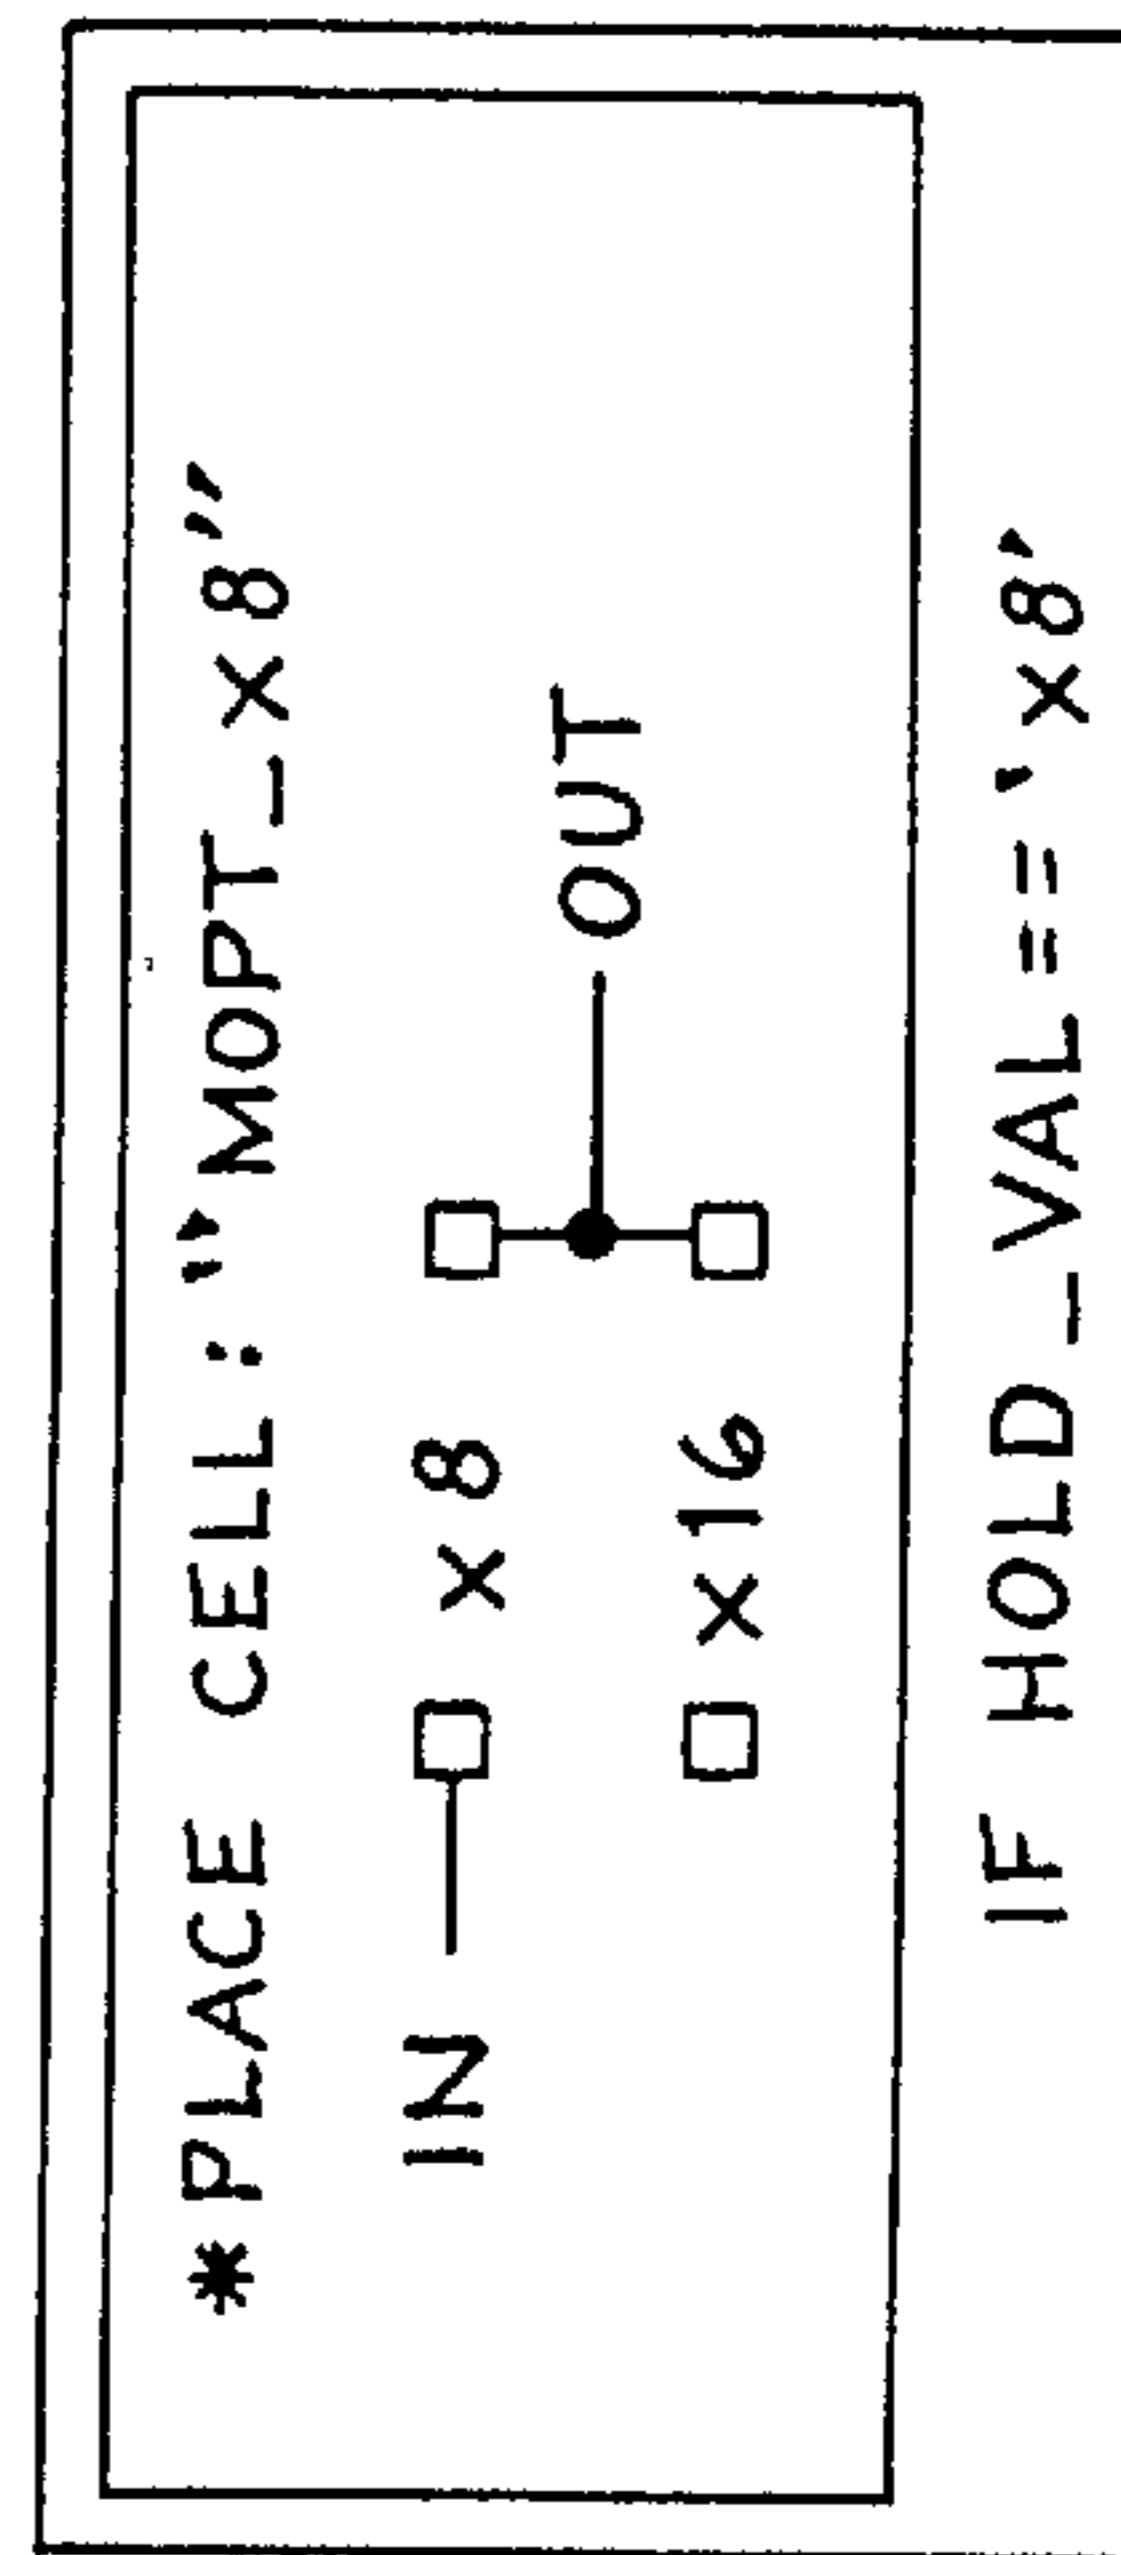 *PLACE CELL: "MOPT_x8"
IN x8
OUT
x16
IF HOLD_VAL == 'x8'